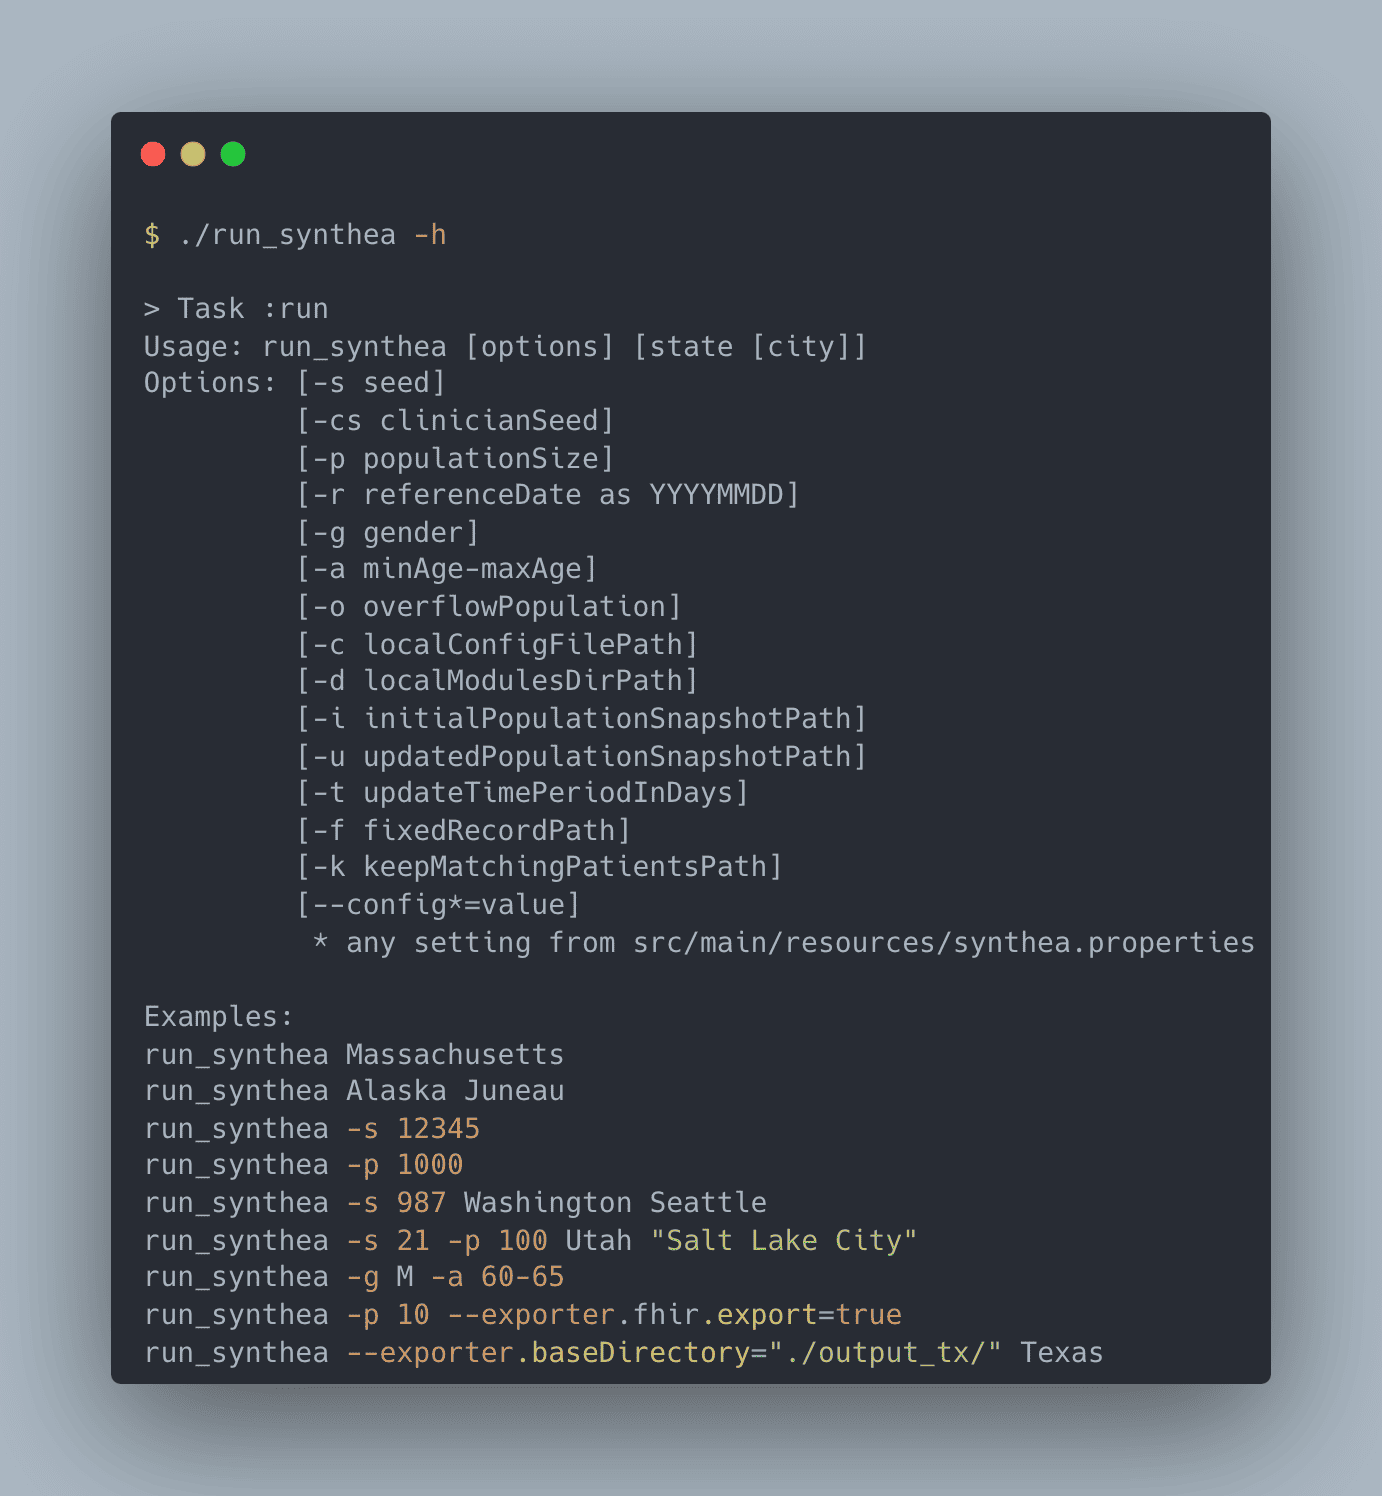 $ ./run_synthea -h
> Task :run
Usage: run_synthea [options] [state [city]]
Options: [-s seed]
[-cs clinicianSeed]
[-p populationSize]
[-r referenceDate as YYYYMMDD]
[-g gender]
[-a minAge-maxAge]
[-o overflowPopulation]
[-c localConfigFilePath]
[-d localModulesDirPath]
[-i initialPopulationSnapshotPath]
[-u updatedPopulationSnapshotPath]
[-t updateTimePeriodInDays]
[-f fixedRecordPath]
[-k keepMatchingPatientsPath]
[--config*=value]
* any setting from src/main/resources/synthea.properties
Examples:
run_synthea Massachusetts
run_synthea Alaska Juneau
run_synthea -s 12345
run_synthea -p 1000
run_synthea -s 987 Washington Seattle
run_synthea -s 21 -p 100 Utah "Salt Lake City"
run_synthea -g M -a 60-65
run_synthea -p 10 --exporter.fhir.export=true
run_synthea --exporter.baseDirectory="./output_tx/" Texas